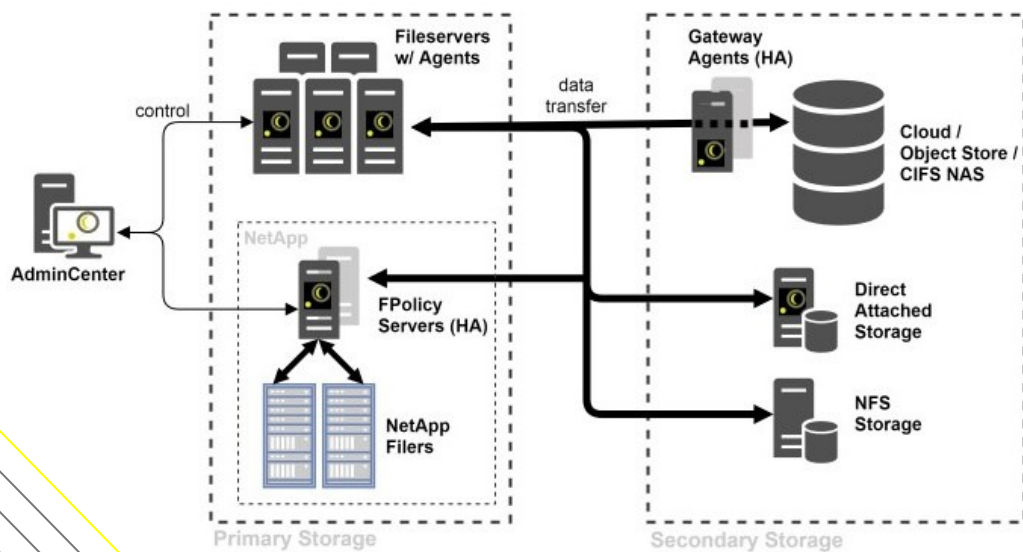 Fileservers
w/ Agents
Gateway
Agents (HA)
control
data
transfer
Cloud /
Object Store /
CIFS NAS
AdminCenter
NetApp
FPolicy
Servers (HA)
Direct
Attached
Storage
NetApp
Filers
NFS
Storage
Primary Storage
Secondary Storage